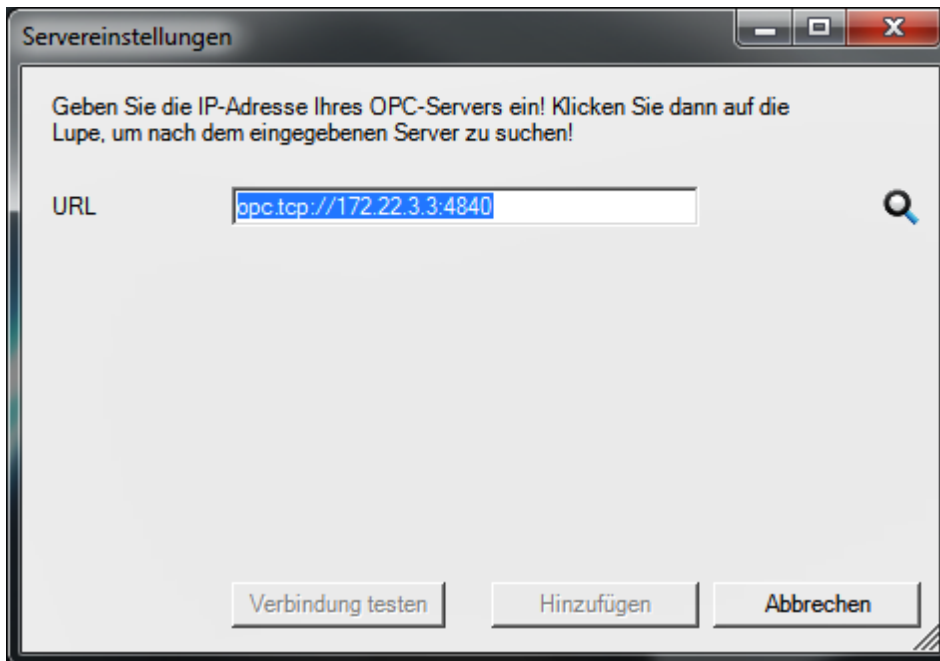 Servereinstellungen
Geben Sie die IP-Adresse Ihres OPC-Servers ein! Klicken Sie dann auf die
Lupe, um nach dem eingegebenen Server zu suchen!
URL opc.tcp://172.22.3.3:4840
Verbindung testen Hinzufügen Abbrechen